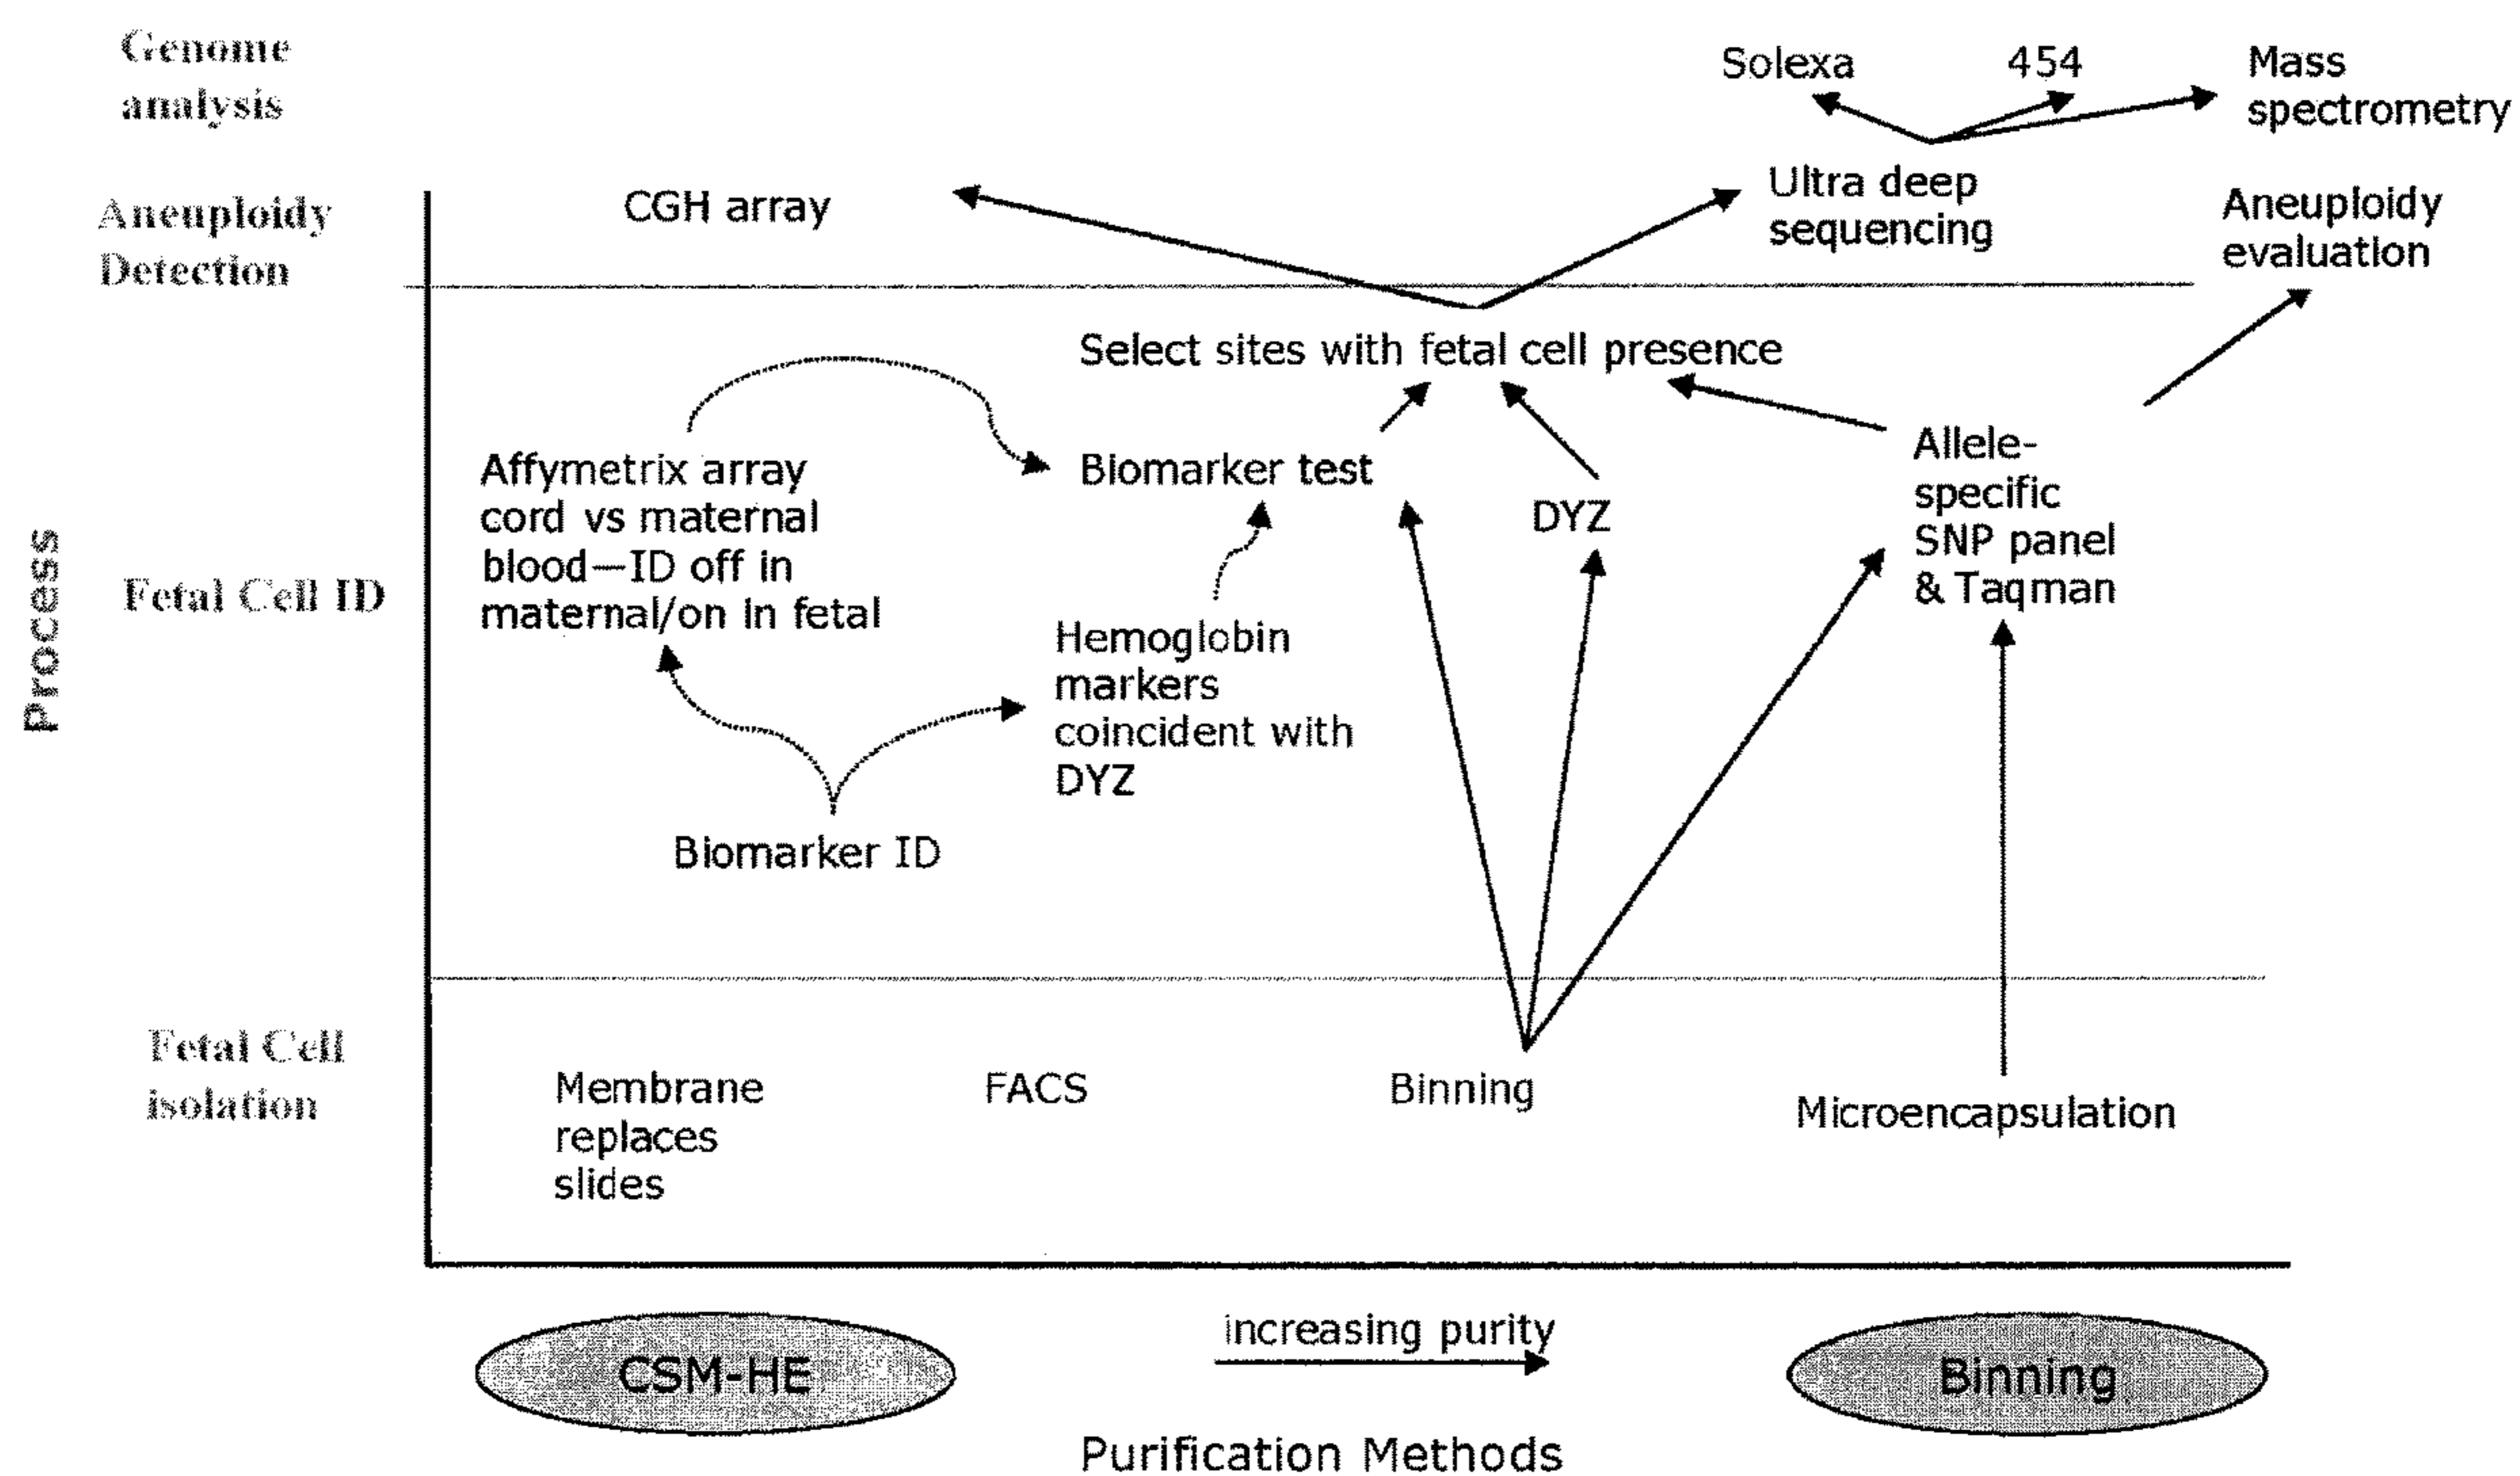 Genome
analysis
Solexa
454
Mass
spectrometry
Aneuploidy
Detection
CGH array
Ultra deep
sequencing
Aneuploidy
evaluation
Select sites with fetal cell presence
Process
Fetal Cell ID
Affymetrix array
cord vs maternal
blood—ID off in
maternal/on in fetal
Biomarker test
DYZ
Allele-
specific
SNP panel
& Taqman
Hemoglobin
markers
coincident with
DYZ
Biomarker ID
Fetal Cell
isolation
Membrane
replaces
slides
FACS
Binning
Microencapsulation
CSM-HE
increasing purity
Binning
Purification Methods